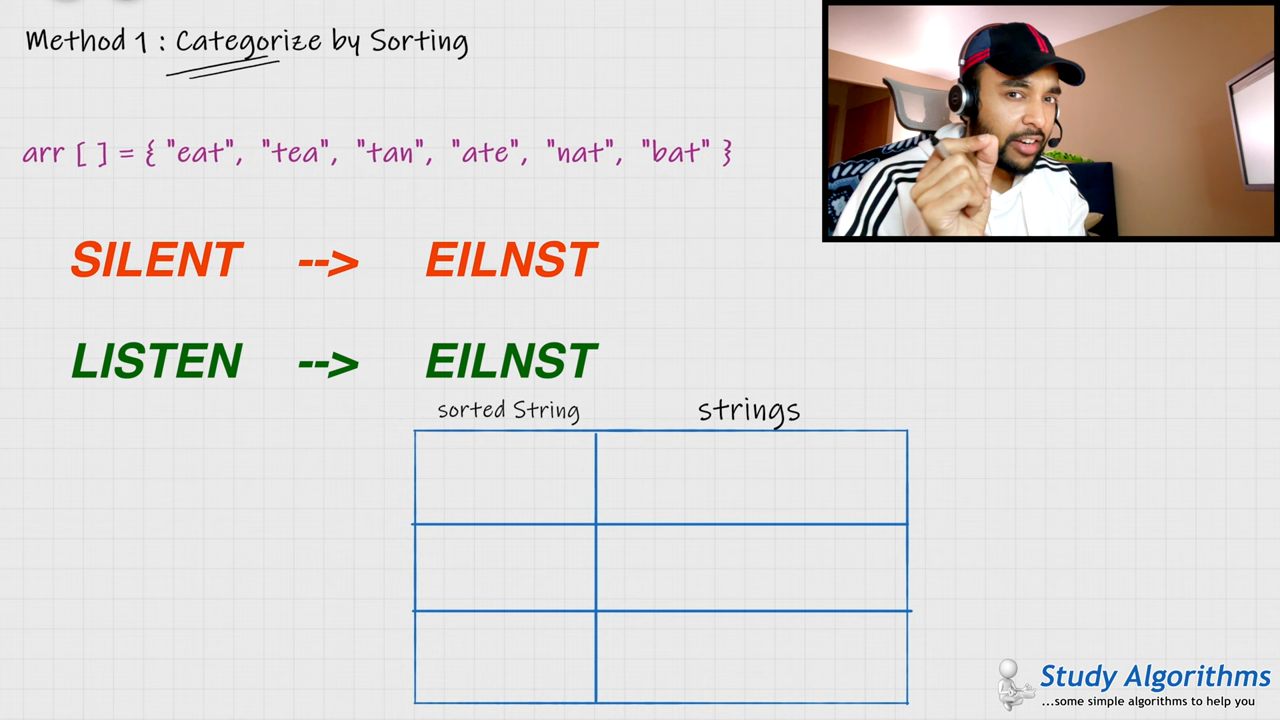 Method 1 : Categorize by Sorting
arr [ ] = { "eat", "tea", "tan", "ate", "nat", "bat" }
SILENT --> EILNST
LISTEN --> EILNST
sorted String strings
Study Algorithms
...some simple algorithms to help you